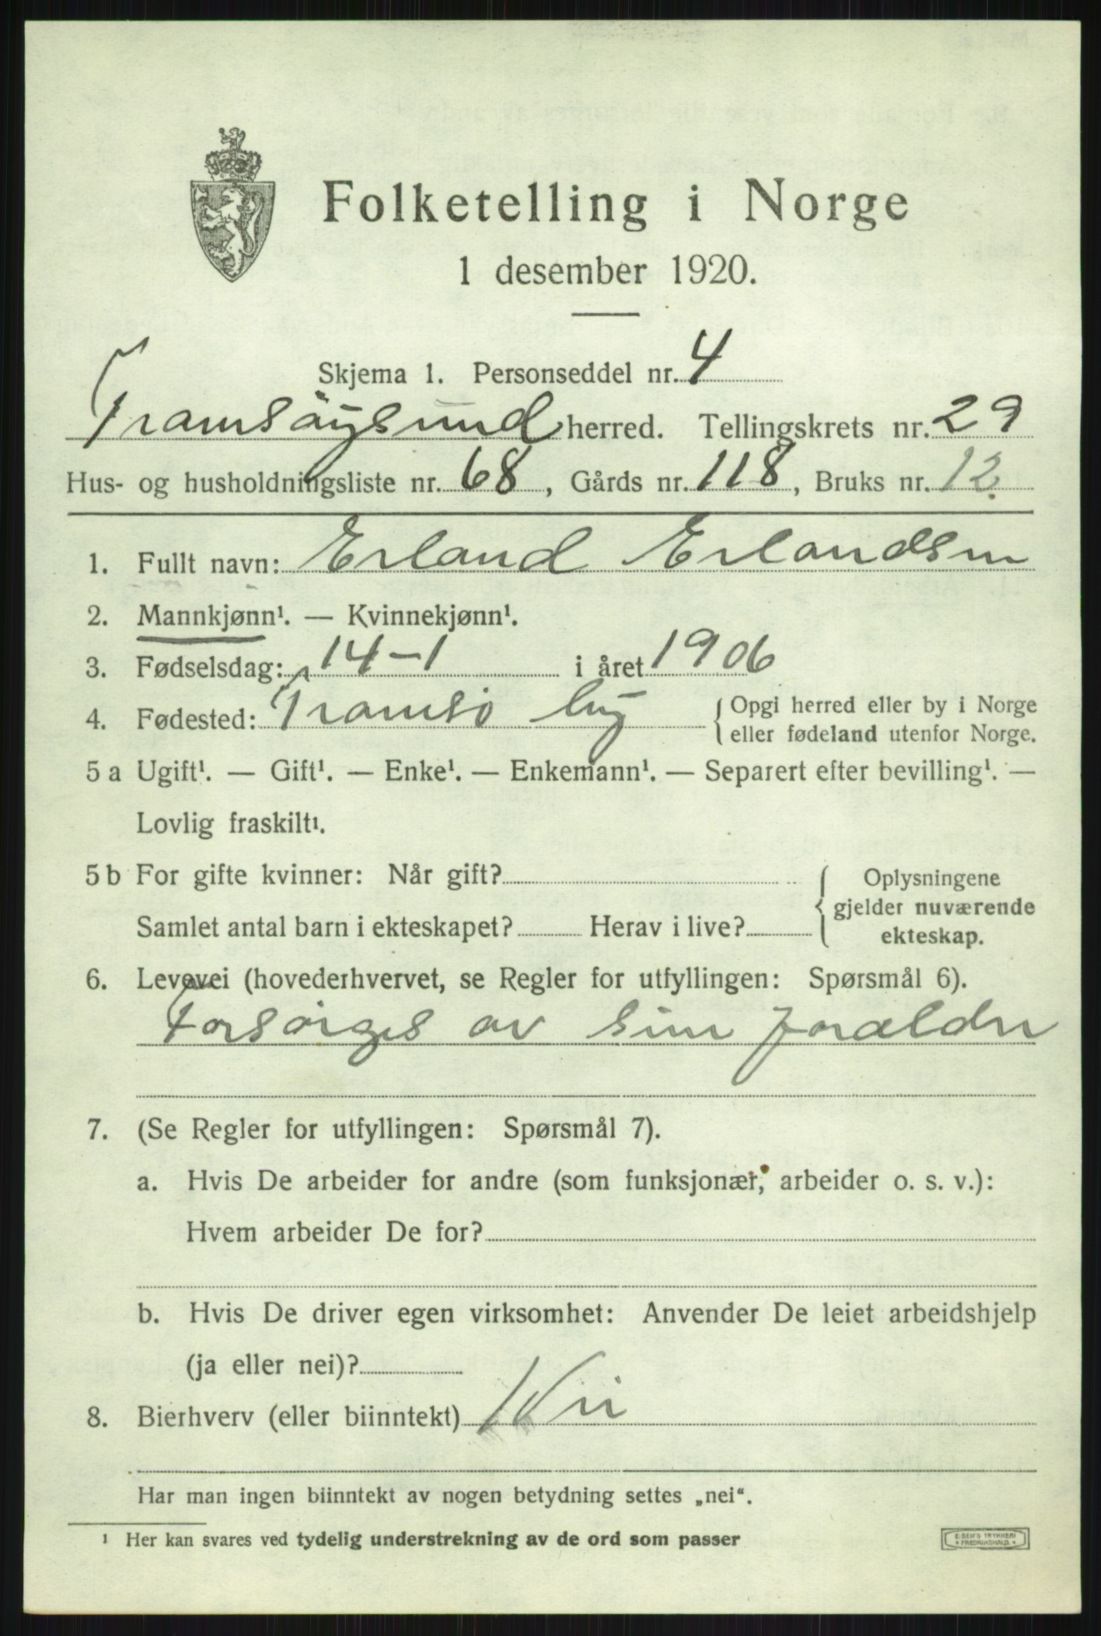 Folketelling i Norge
1 desember 1920.
Skjema 1. Personseddel nr. 4
Tromsöysund herred. Tellingskrets nr. 29
Hus- og husholdningsliste nr. 68, Gårds nr. 118, Bruks nr. 12.
1. Fullt navn: Erland Erlandsen
2. Mannkjønn¹. — Kvinnekjønn¹.
3. Fødselsdag: 14-1 i året 1906
4. Fødested: Tromsö by { Opgi herred eller by i Norge
eller fødeland utenfor Norge.
5 a Ugift¹. — Gift¹. — Enke¹. — Enkemann¹. — Separert efter bevilling¹. —
Lovlig fraskilt¹.
5 b For gifte kvinner: Når gift? { Oplysningene
gjelder nuværende
Samlet antal barn i ekteskapet? Herav i live?
ekteskap.
6. Levevei (hovederhvervet, se Regler for utfyllingen: Spørsmål 6).
Forsörges av sine forældre
7. (Se Regler for utfyllingen: Spørsmål 7).
a. Hvis De arbeider for andre (som funksjonær, arbeider o. s. v.):
Hvem arbeider De for?
b. Hvis De driver egen virksomhet: Anvender De leiet arbeidshjelp
(ja eller nei)?
8. Bierhverv (eller biinntekt) Nei
Har man ingen biinntekt av nogen betydning settes „nei“.
¹ Her kan svares ved tydelig understrekning av de ord som passer
E. SEM'S TRYKKERI
FREDRIKSHALD.